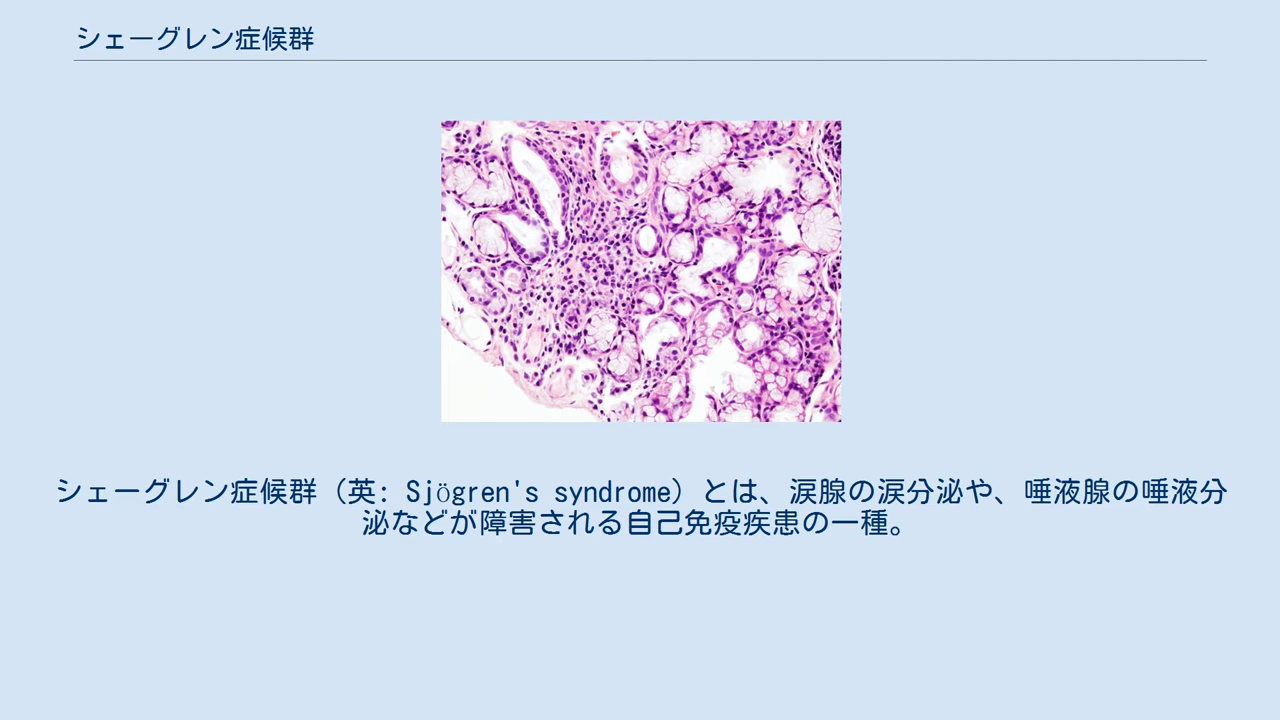 シェーグレン症候群
シェーグレン症候群（英: Sjögren's syndrome）とは、涙腺の涙分泌や、唾液腺の唾液分
泌などが障害される自己免疫疾患の一種。